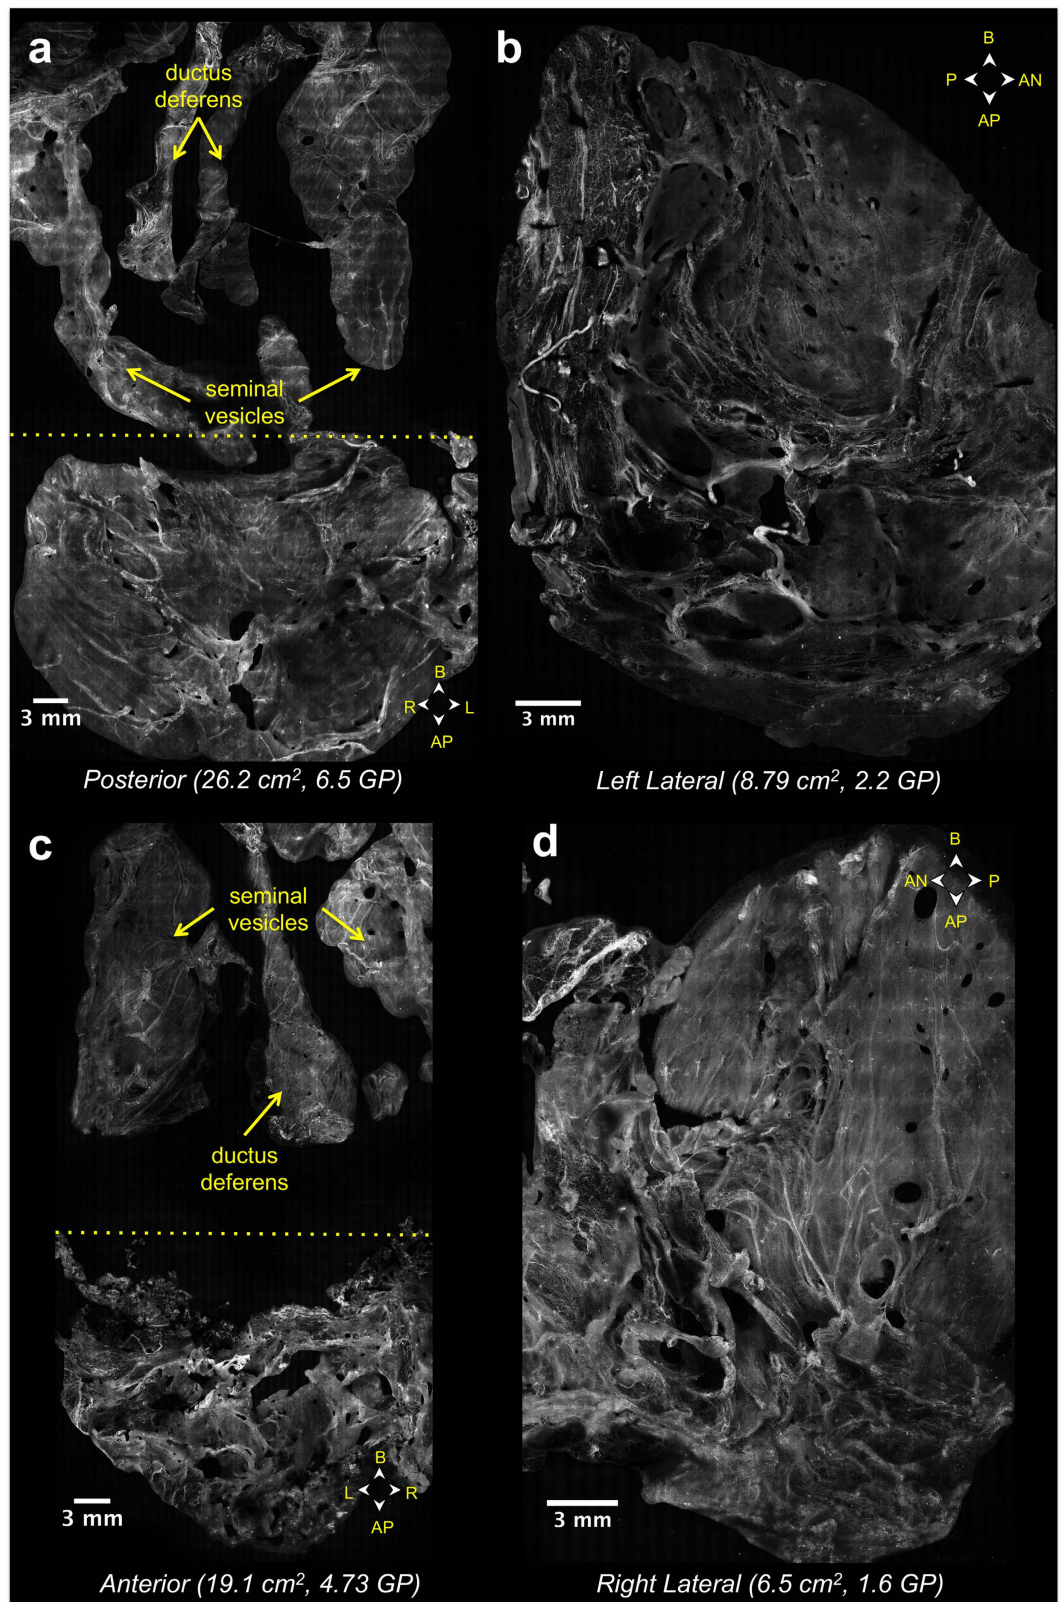 a
ductus
deferens
seminal
vesicles
3 mm
B
R L
AP
Posterior (26.2 cm², 6.5 GP)
b
B
P AN
AP
3 mm
Left Lateral (8.79 cm², 2.2 GP)
c
seminal
vesicles
ductus
deferens
3 mm
B
L R
AP
Anterior (19.1 cm², 4.73 GP)
d
B
AN P
AP
3 mm
Right Lateral (6.5 cm², 1.6 GP)